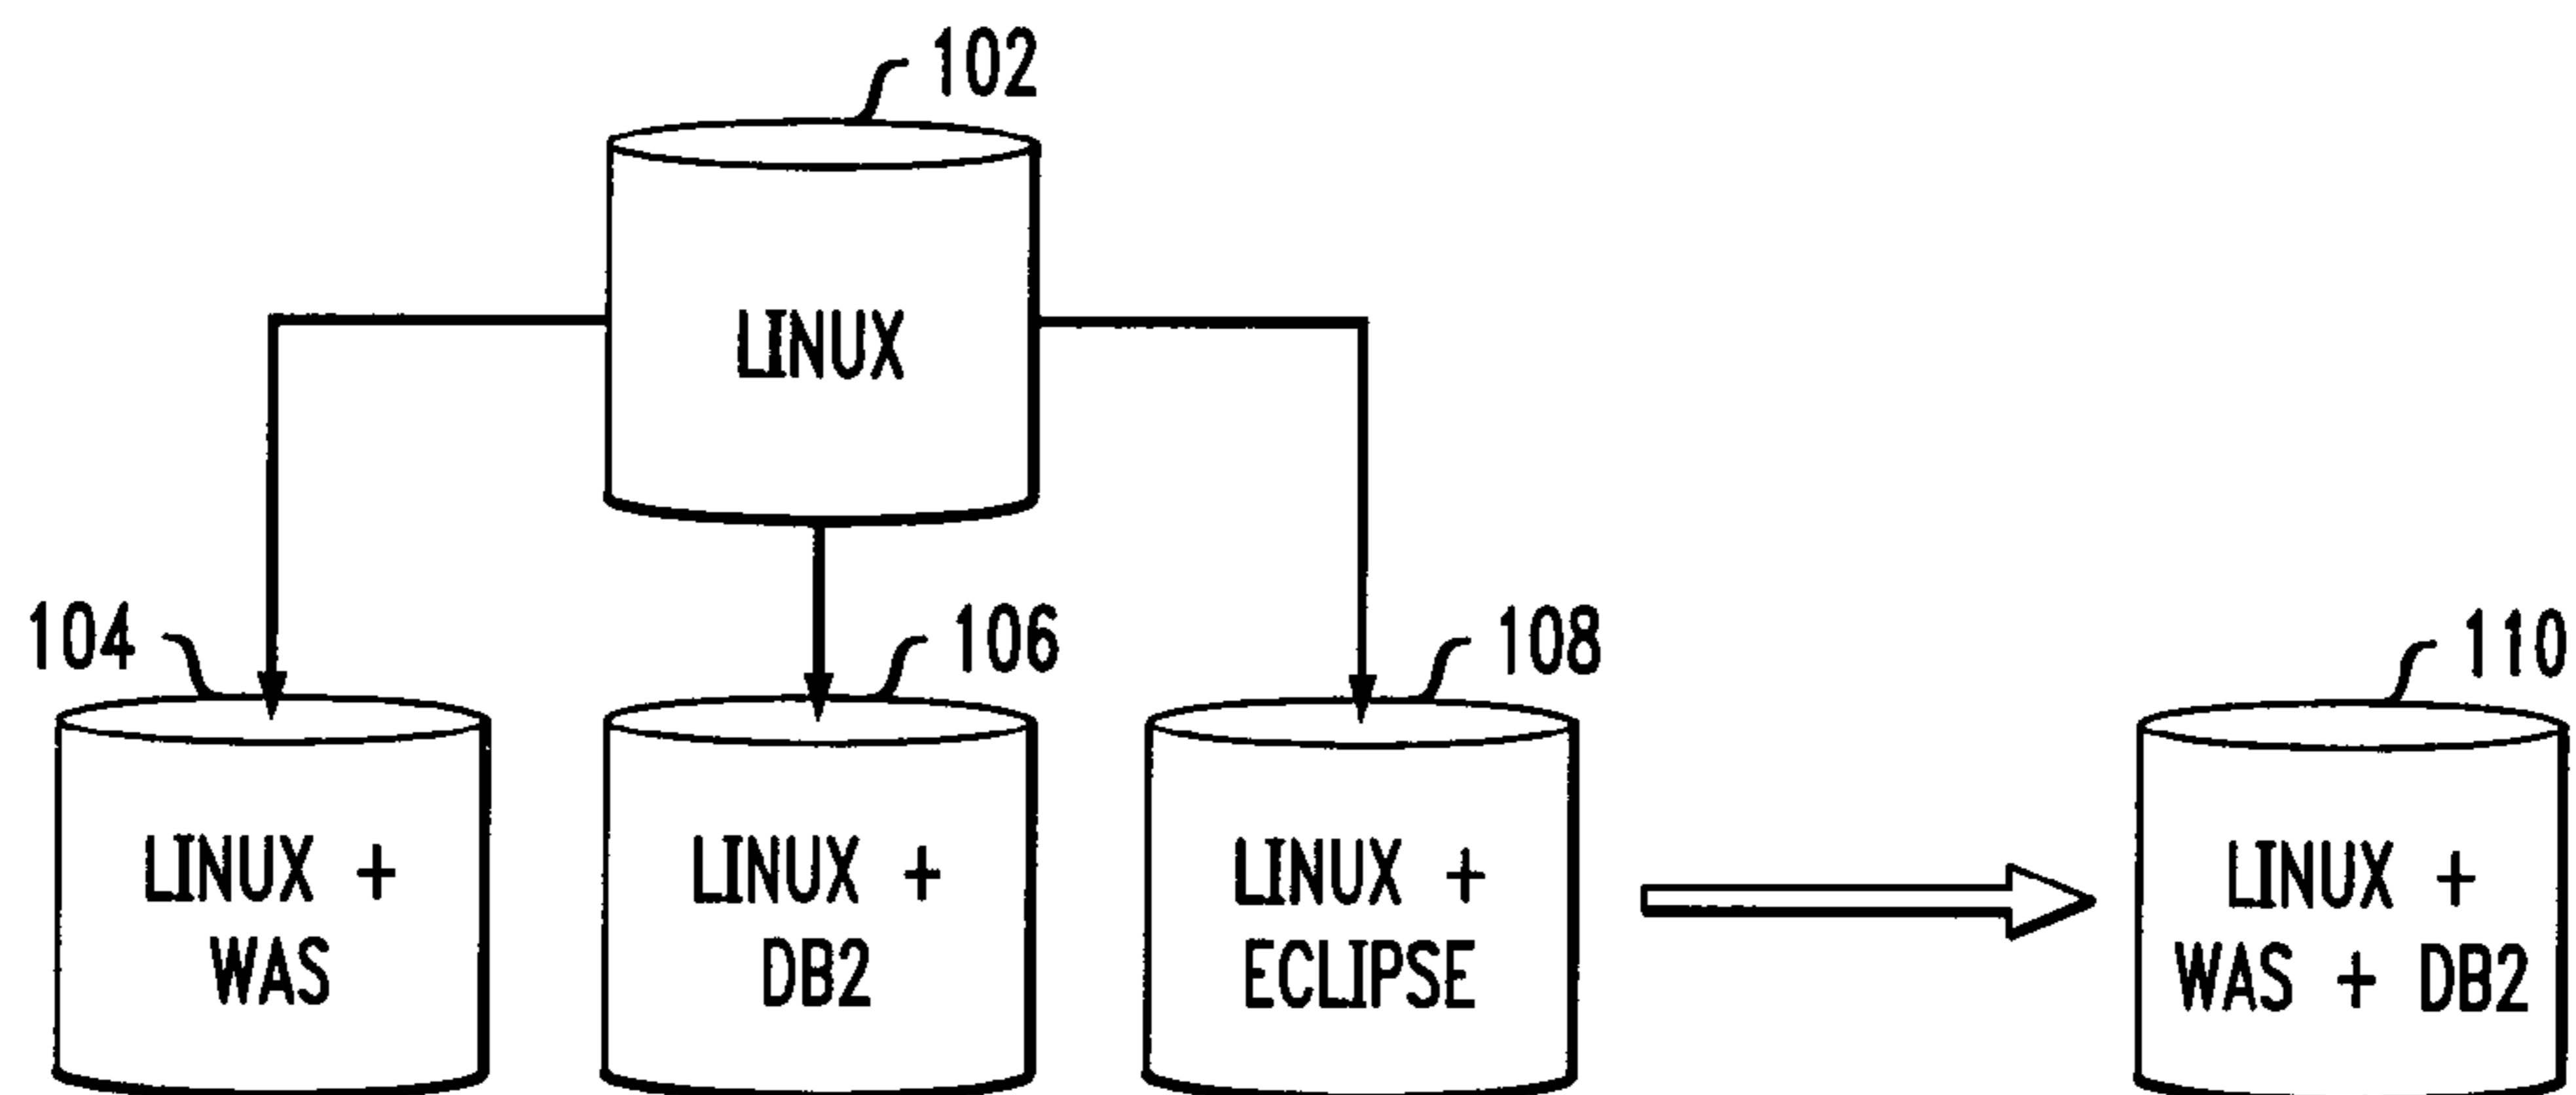 102
LINUX
104
106
108
110
LINUX +
WAS
LINUX +
DB2
LINUX +
ECLIPSE
LINUX +
WAS + DB2